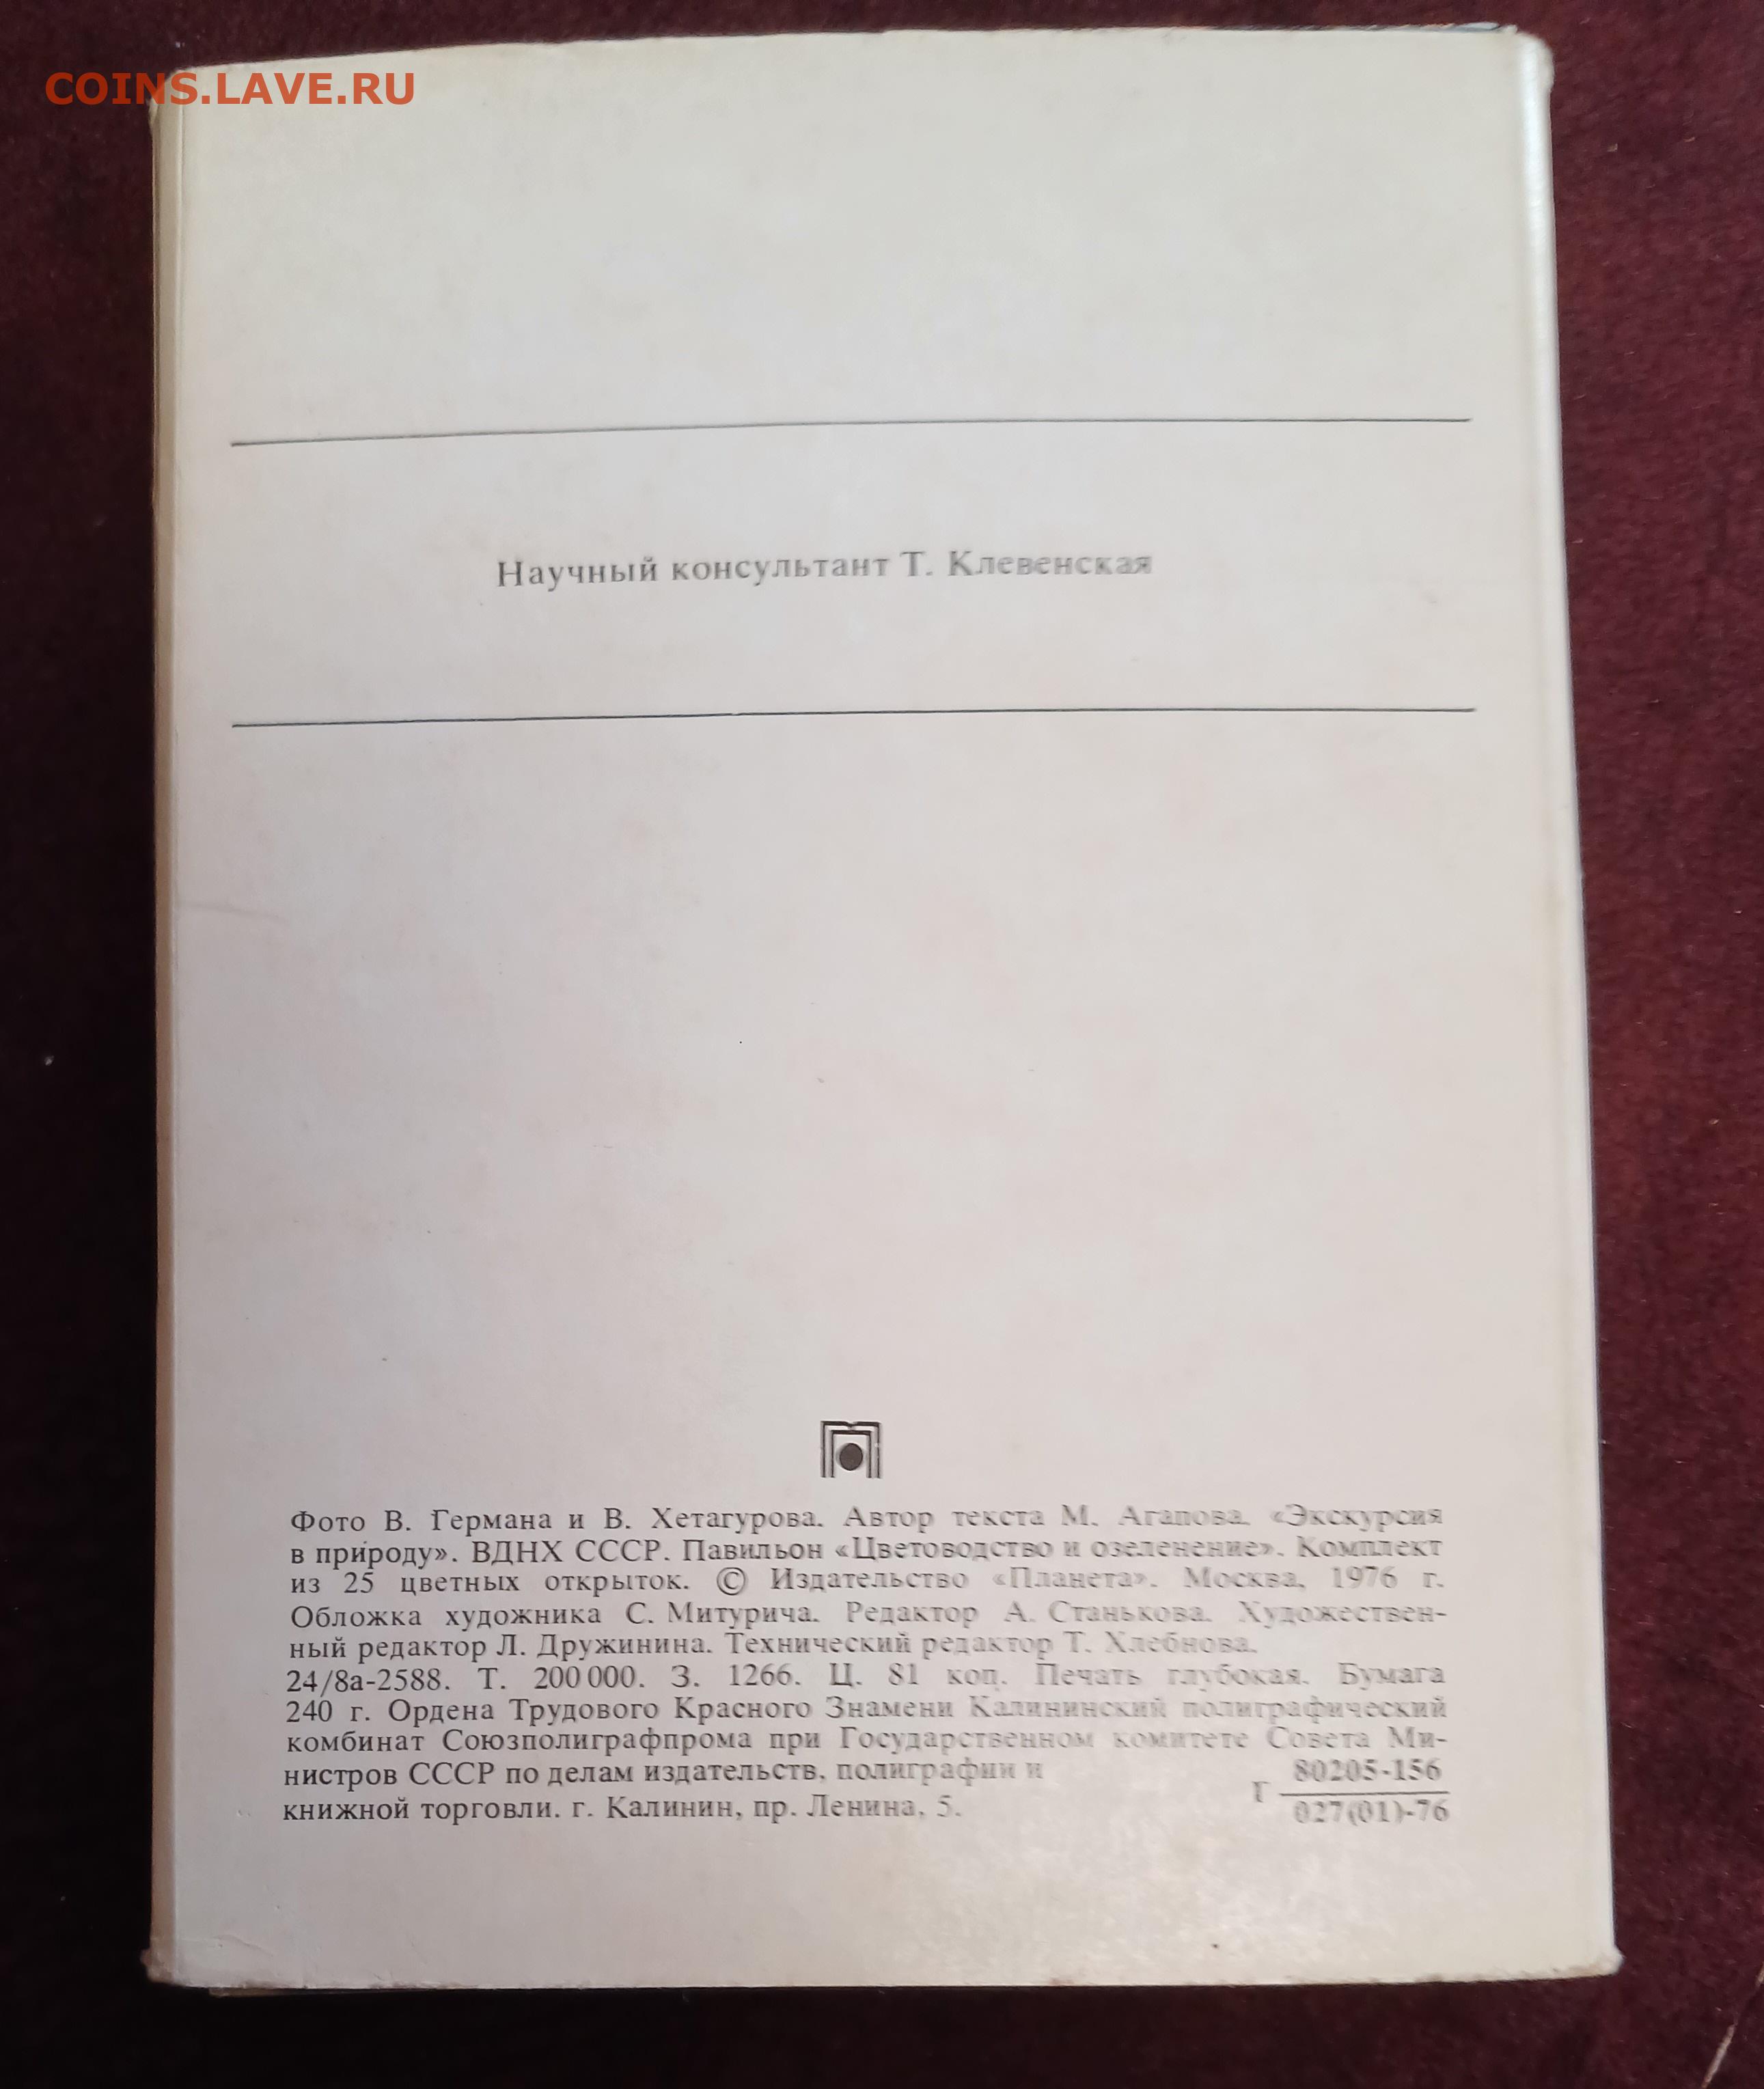 COINS.LAVE.RU
Научный консультант Т. Клевенская
Фото В. Германа и В. Хетагурова. Автор текста М. Агапова. «Экскурсия
в природу». ВДНХ СССР. Павильон «Цветоводство и озеленение». Комплект
из 25 цветных открыток. © Издательство «Планета». Москва, 1976 г.
Обложка художника С. Митурича. Редактор А. Станькова. Художествен-
ный редактор Л. Дружинина. Технический редактор Т. Хлебнова.
24/8а-2588. Т. 200 000. З. 1266. Ц. 81 коп. Печать глубокая. Бумага
240 г. Ордена Трудового Красного Знамени Калининский полиграфический
комбинат Союзполиграфпрома при Государственном комитете Совета Ми-
нистров СССР по делам издательств, полиграфии и
книжной торговли. г. Калинин, пр. Ленина, 5.
80205-156
Г
027(01)-76